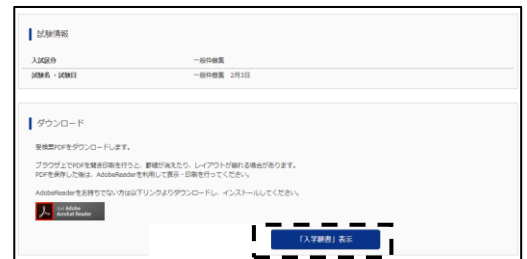 試験情報
入試区分 一般枠推薦
試験名・試験日 一般枠推薦 2月3日
ダウンロード
受検票PDFをダウンロードします。
ブラウザ上でPDFを開き印刷を行うと、罫線が消えたり、レイアウトが崩れる場合があります。
PDFを保存した後は、AdobeReaderを利用して表示・印刷を行ってください。
AdobeReaderをお持ちでない方は以下リンクよりダウンロードし、インストールしてください。
Get Adobe
Acrobat Reader
「入学願書」表示